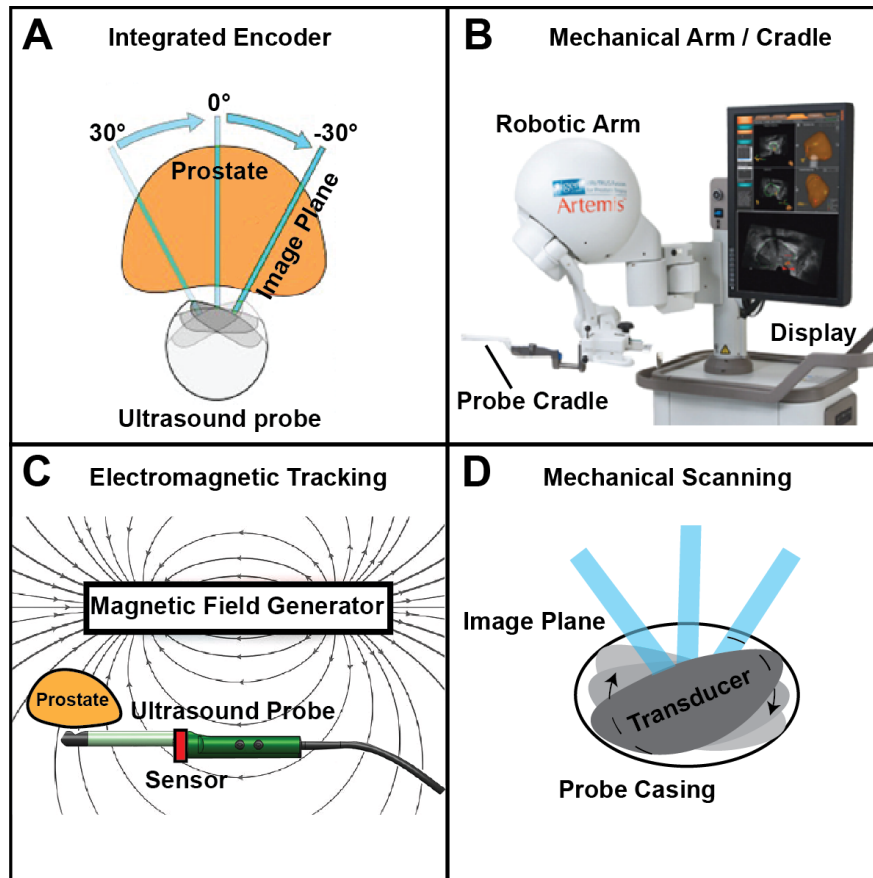 A
Integrated Encoder
30°
0°
-30°
Prostate
Image Plane
Ultrasound probe
B
Mechanical Arm / Cradle
Robotic Arm
Artemis
Display
Probe Cradle
C
Electromagnetic Tracking
Magnetic Field Generator
Prostate
Ultrasound Probe
Sensor
D
Mechanical Scanning
Image Plane
Transducer
Probe Casing